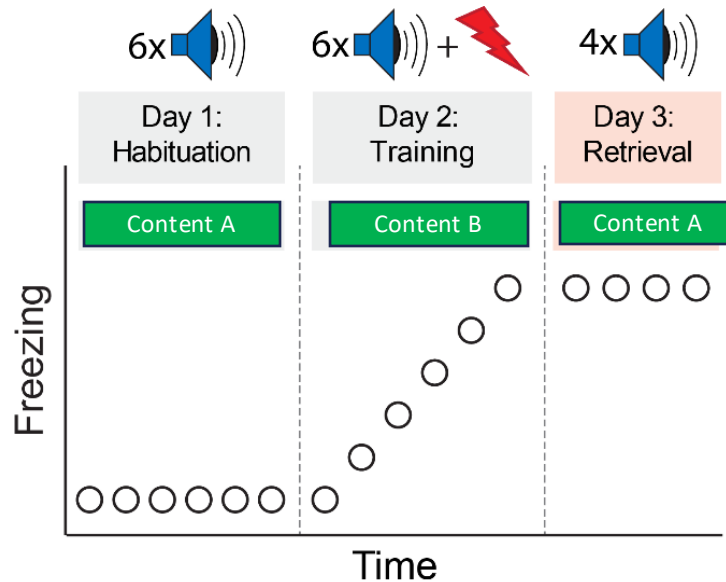 6x
6x
+
4x
Day 1:
Habituation
Day 2:
Training
Day 3:
Retrieval
Content A
Content B
Content A
Freezing
Time